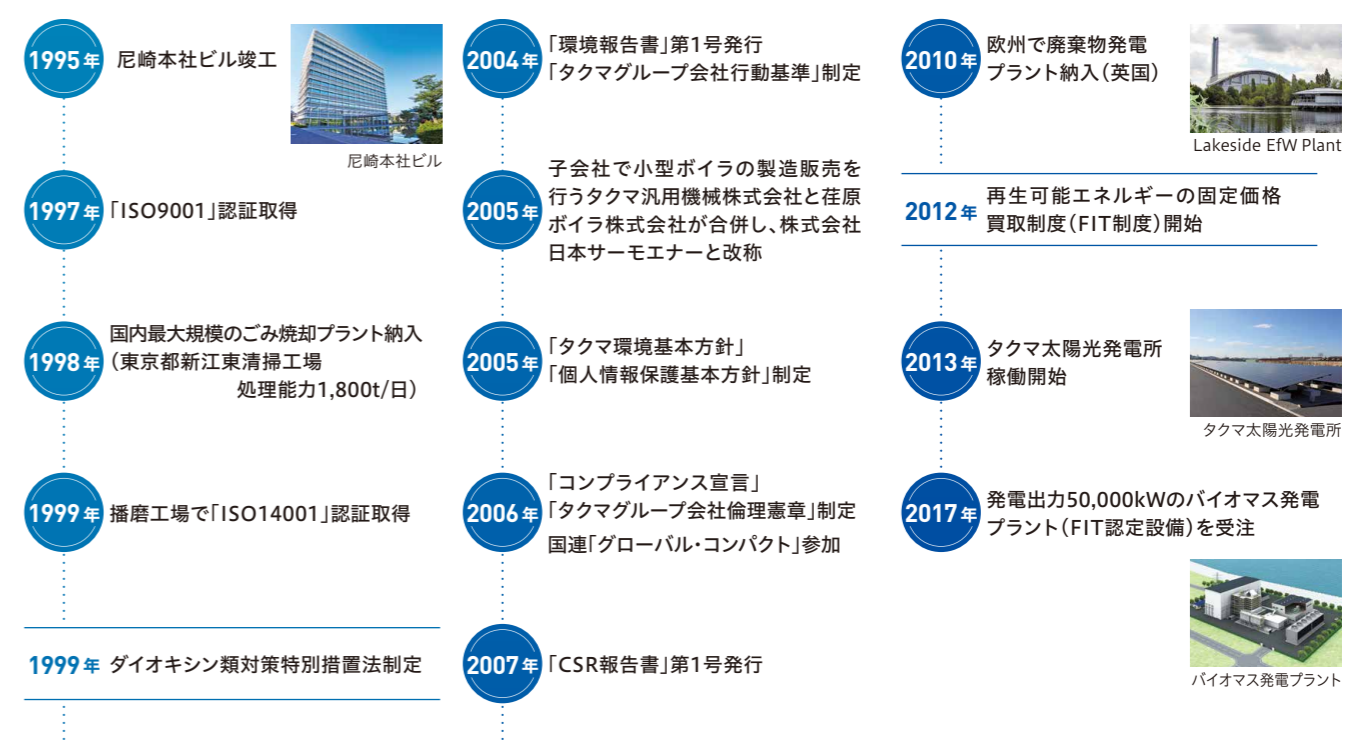 1995年
尼崎本社ビル竣工
尼崎本社ビル
1997年
「ISO9001」認証取得
1998年
国内最大規模のごみ焼却プラント納入
（東京都新江東清掃工場
処理能力1,800t/日）
1999年
播磨工場で「ISO14001」認証取得
1999年
ダイオキシン類対策特別措置法制定
2004年
「環境報告書」第1号発行
「タクマグループ会社行動基準」制定
2005年
子会社で小型ボイラの製造販売を
行うタクマ汎用機械株式会社と荏原
ボイラ株式会社が合併し、株式会社
日本サーモエナーと改称
2005年
「タクマ環境基本方針」
「個人情報保護基本方針」制定
2006年
「コンプライアンス宣言」
「タクマグループ会社倫理憲章」制定
国連「グローバル・コンパクト」参加
2007年
「CSR報告書」第1号発行
2010年
欧州で廃棄物発電
プラント納入（英国）
Lakeside EfW Plant
2012年
再生可能エネルギーの固定価格
買取制度（FIT制度）開始
2013年
タクマ太陽光発電所
稼働開始
タクマ太陽光発電所
2017年
発電出力50,000kWのバイオマス発電
プラント（FIT認定設備）を受注
バイオマス発電プラント